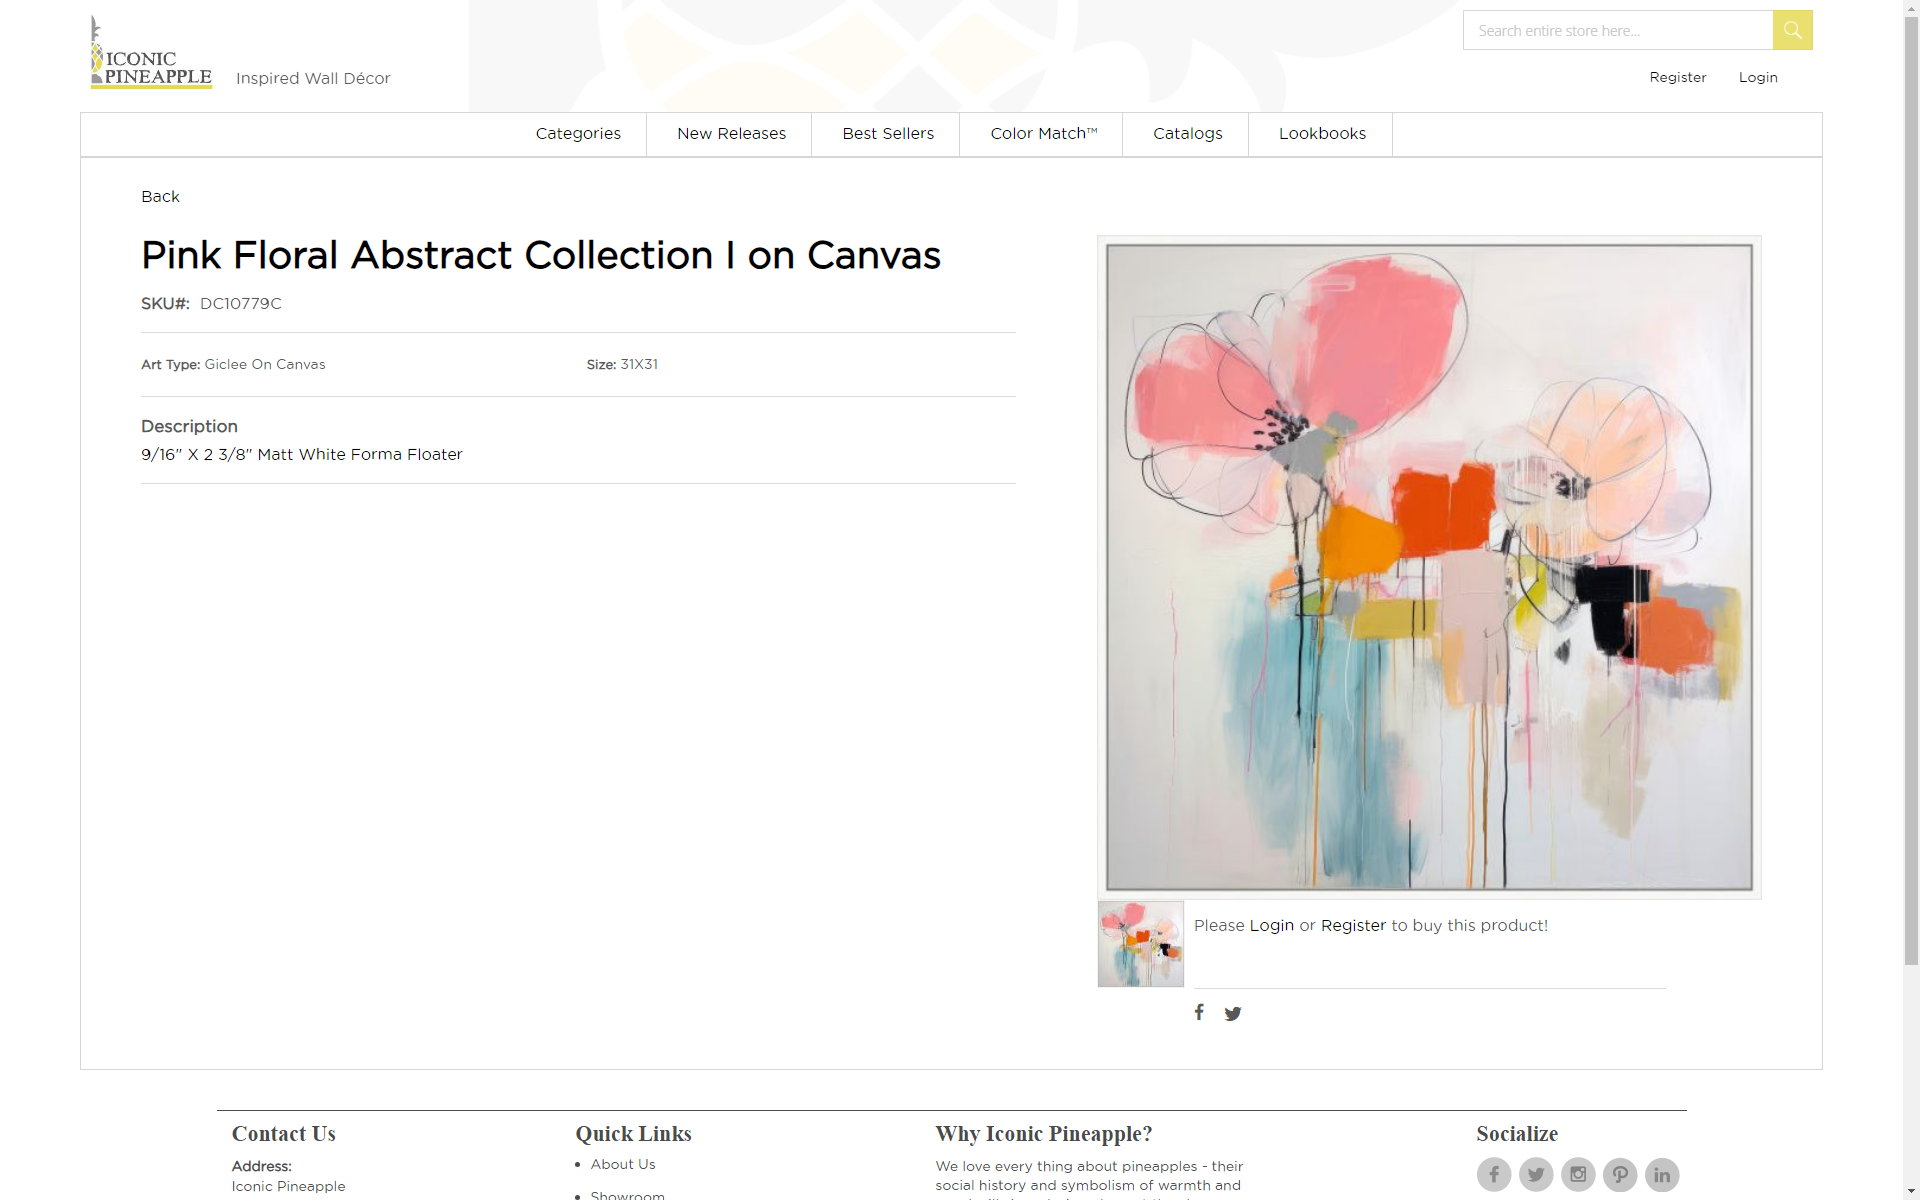 ICONIC
PINEAPPLE
Inspired Wall Décor
Search entire store here...
Register
Login
Categories
New Releases
Best Sellers
Color Match™
Catalogs
Lookbooks
Back
Pink Floral Abstract Collection I on Canvas
SKU#: DC10779C
Art Type: Giclee On Canvas
Size: 31X31
Description
9/16" X 2 3/8" Matt White Forma Floater
Please Login or Register to buy this product!
Contact Us
Address:
Iconic Pineapple
Quick Links
About Us
Showroom
Why Iconic Pineapple?
We love every thing about pineapples - their
social history and symbolism of warmth and
Socialize